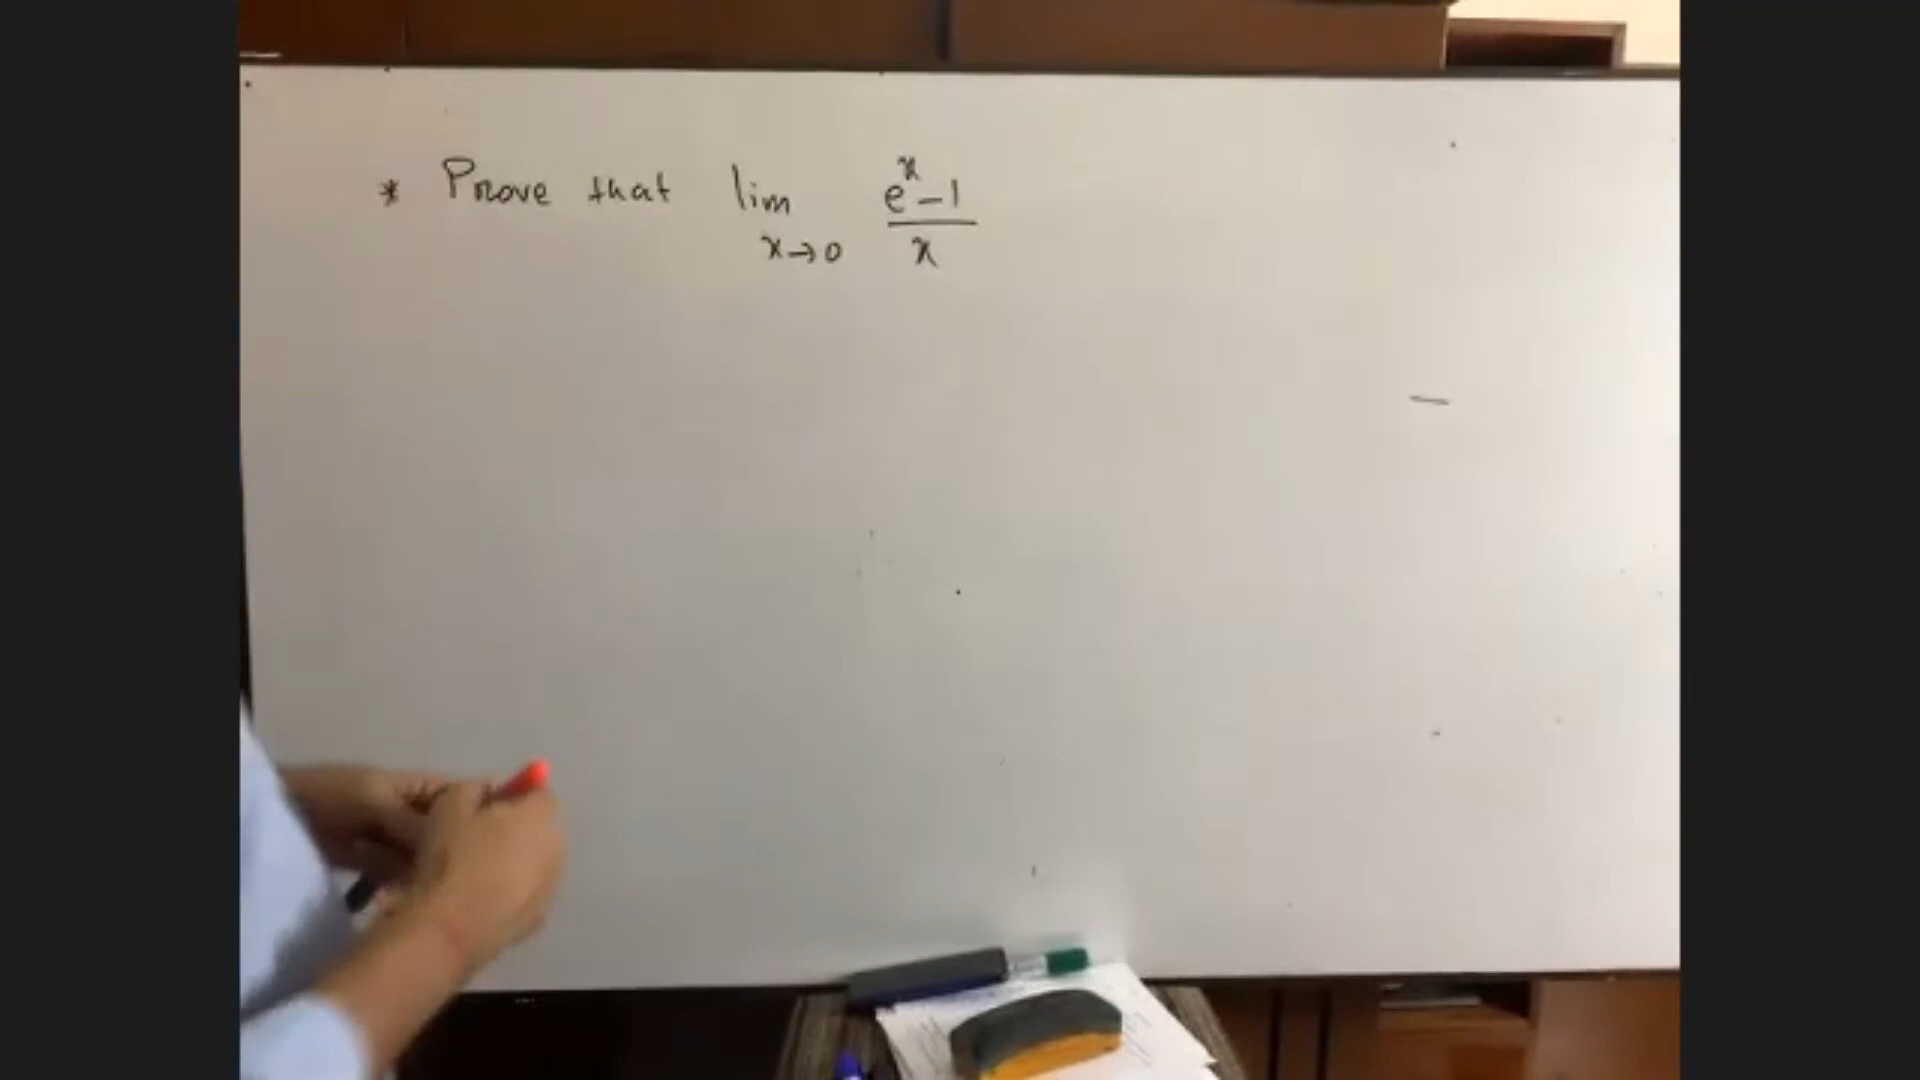 * Prove that lim x→0 (e^x - 1)/x